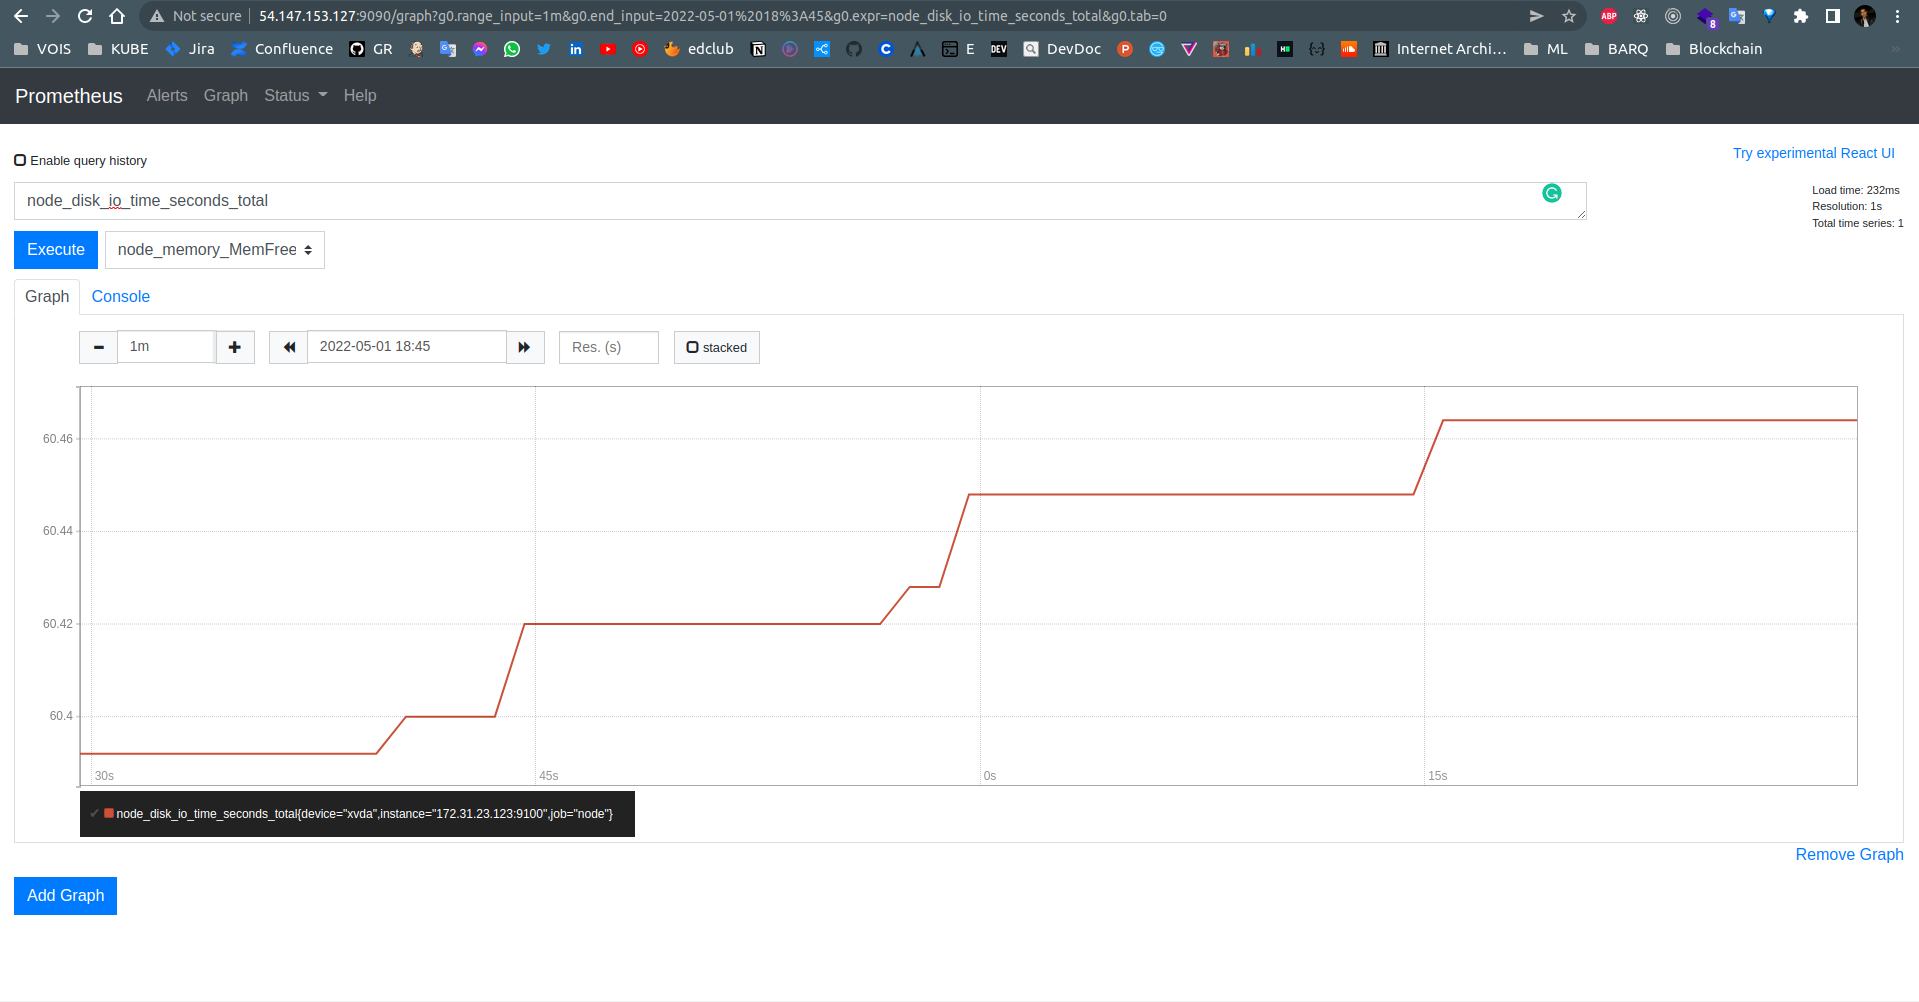 Not secure | 54.147.153.127:9090/graph?g0.range_input=1m&g0.end_input=2022-05-01%2018%3A45&g0.expr=node_disk_io_time_seconds_total&g0.tab=0
ABP
8
VOIS KUBE Jira Confluence GR edclub E DEV DevDoc Internet Archi... ML BARQ Blockchain »
Prometheus Alerts Graph Status Help
Enable query history
Try experimental React UI
node_disk_io_time_seconds_total
Load time: 232ms
Resolution: 1s
Total time series: 1
Execute node_memory_MemFree
Graph Console
1m 2022-05-01 18:45 Res. (s) stacked
60.46
60.44
60.42
60.4
30s 45s 0s 15s
node_disk_io_time_seconds_total{device="xvda",instance="172.31.23.123:9100",job="node"}
Remove Graph
Add Graph